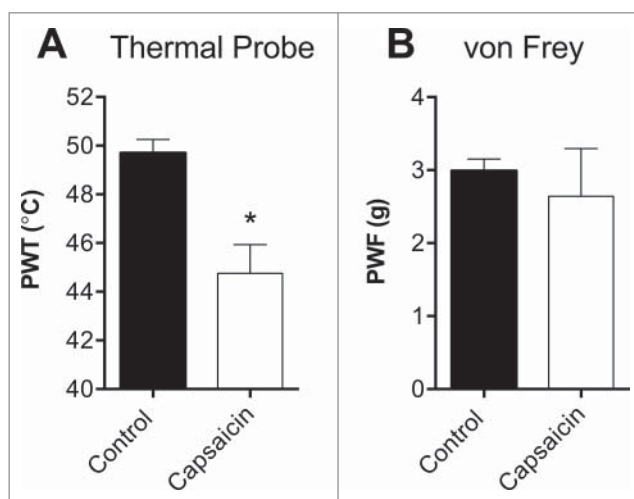 A Thermal Probe
52
50
48
46
44
42
40
PWT (°C)
*
Control
Capsaicin
B von Frey
4
3
2
1
0
PWF (g)
Control
Capsaicin